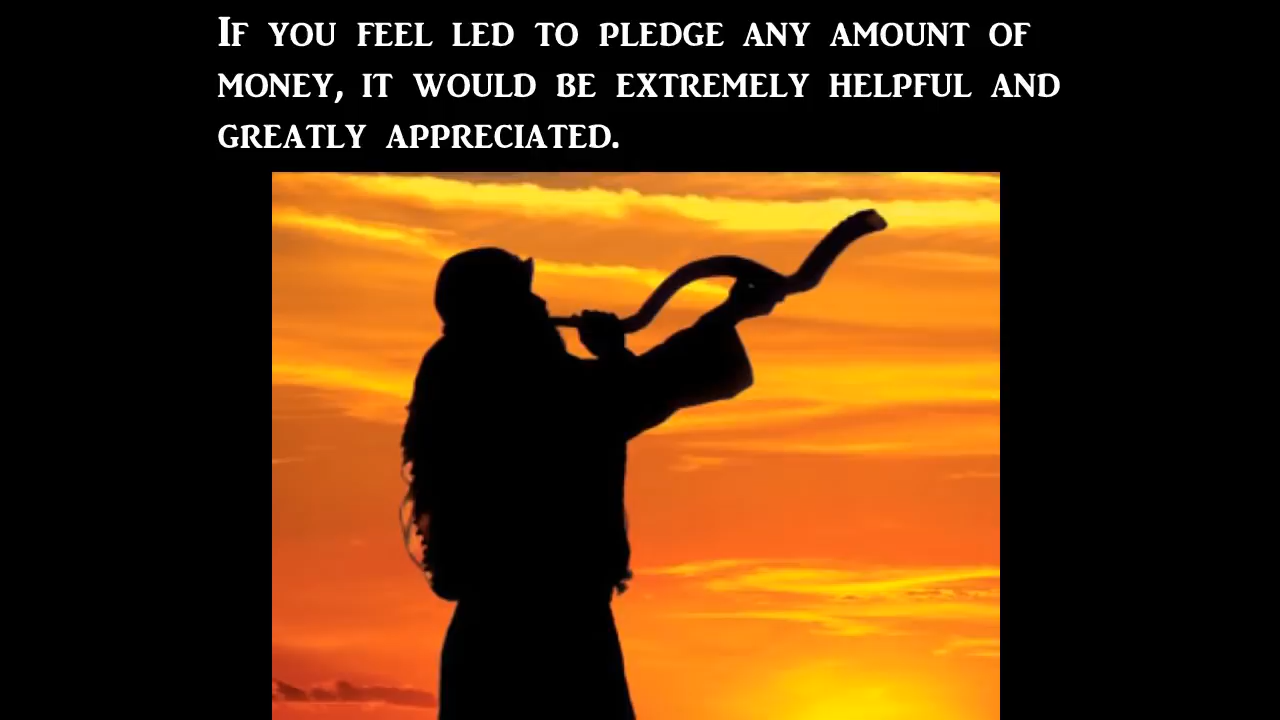 If you feel led to pledge any amount of
money, it would be extremely helpful and
greatly appreciated.